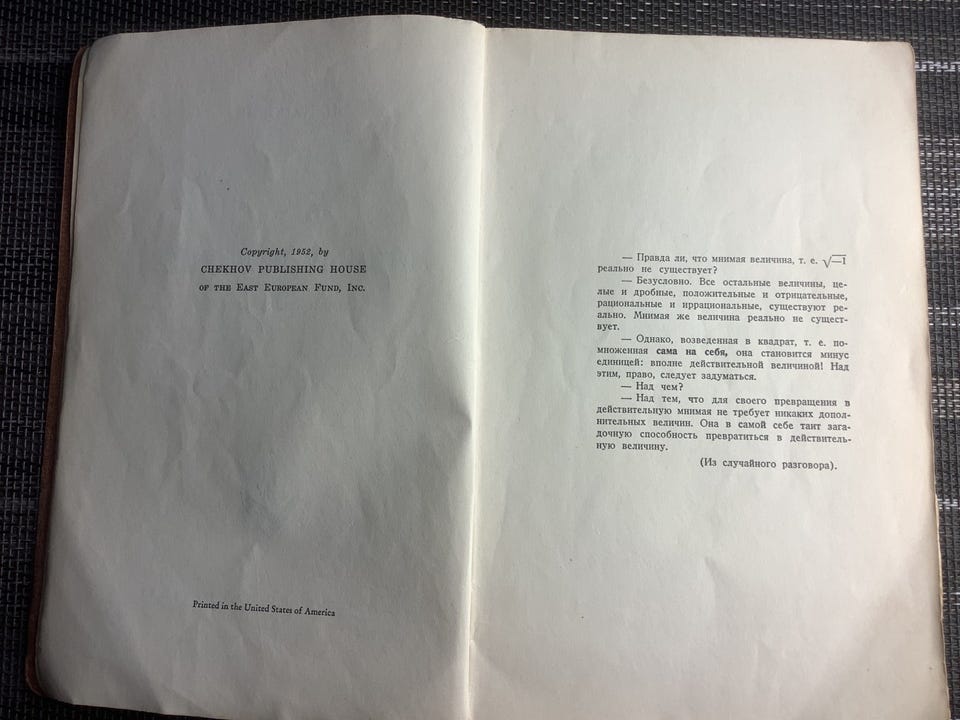 Copyright, 1952, by
CHEKHOV PUBLISHING HOUSE
OF THE EAST EUROPEAN FUND, INC.
Printed in the United States of America
— Правда ли, что мнимая величина, т. е. √—1
реально не существует?
— Безусловно. Все остальные величины, це-
лые и дробные, положительные и отрицательные,
рациональные и иррациональные, существуют ре-
ально. Мнимая же величина реально не сущест-
вует.
— Однако, возведенная в квадрат, т. е. по-
множенная сама на себя, она становится минус
единицей: вполне действительной величиной! Над
этим, право, следует задуматься.
— Над чем?
— Над тем, что для своего превращения в
действительную мнимая не требует никаких допол-
нительных величин. Она в самой себе таит зага-
дочную способность превратиться в действитель-
ную величину.
(Из случайного разговора).